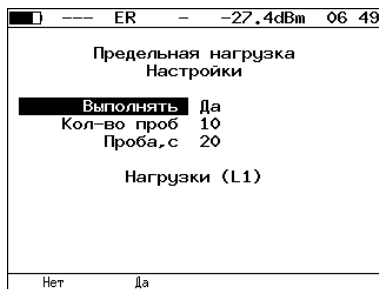 --- ER - -27.4dBm 06 49
Предельная нагрузка
Настройки
Выполнять Да
Кол-во проб 10
Проба,с 20
Нагрузки (L1)
Нет Да